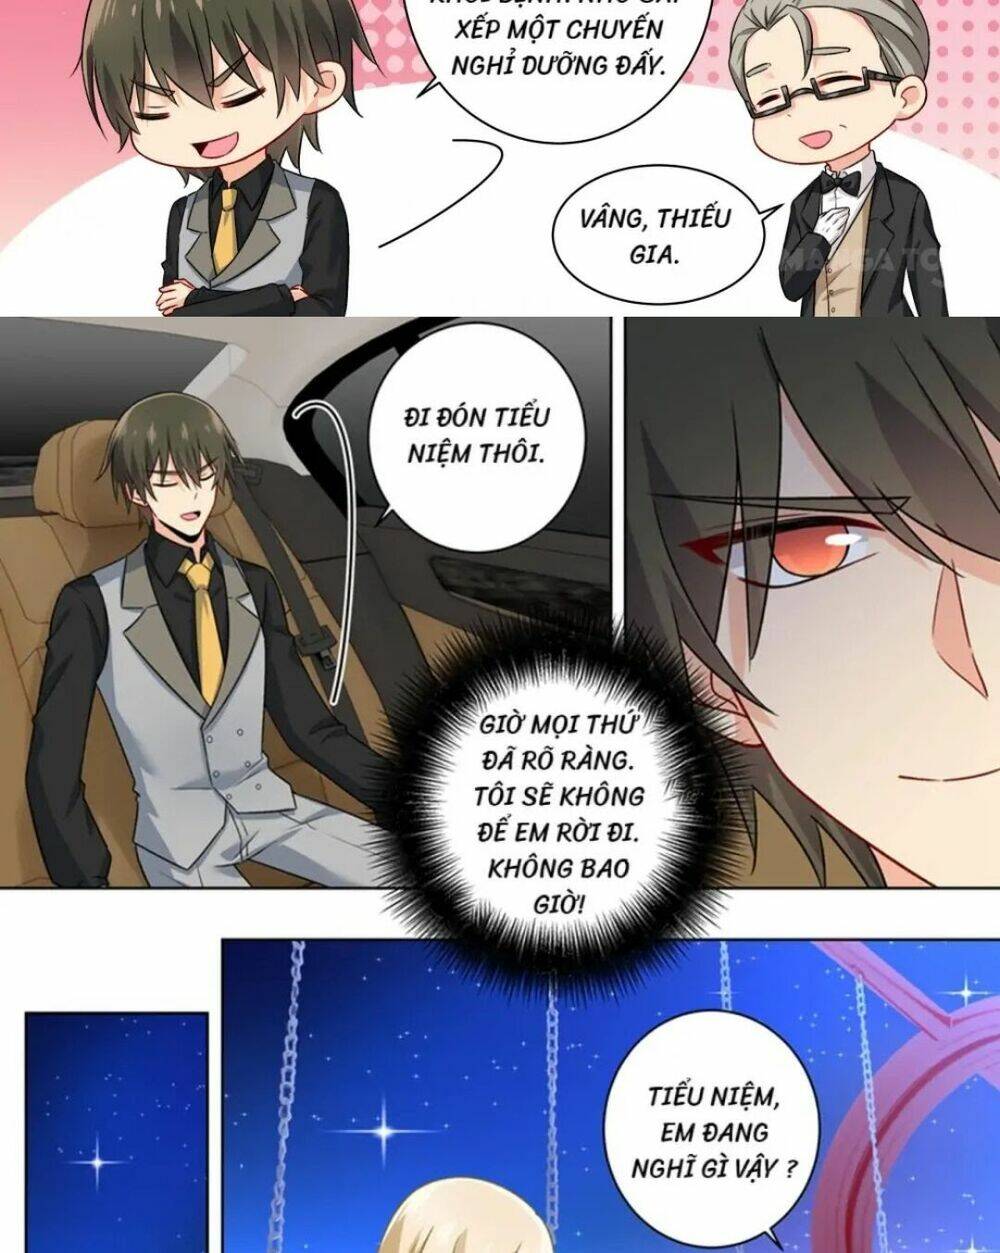 XẾP MỘT CHUYẾN
NGHỈ DƯỠNG ĐẤY.
VÂNG, THIẾU
GIA.
MANGATO
ĐI ĐÓN TIỂU
NIỆM THÔI.
GIỜ MỌI THỨ
ĐÃ RÕ RÀNG.
TÔI SẼ KHÔNG
ĐỂ EM RỜI ĐI.
KHÔNG BAO
GIỜ!
TIỂU NIỆM,
EM ĐANG
NGHĨ GÌ VẬY ?